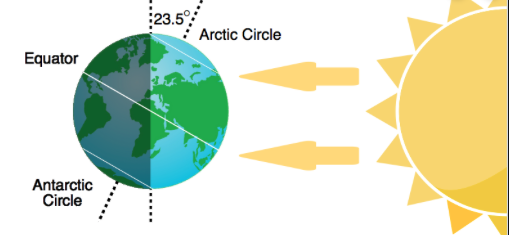 23.5°
Arctic Circle
Equator
Antarctic
Circle